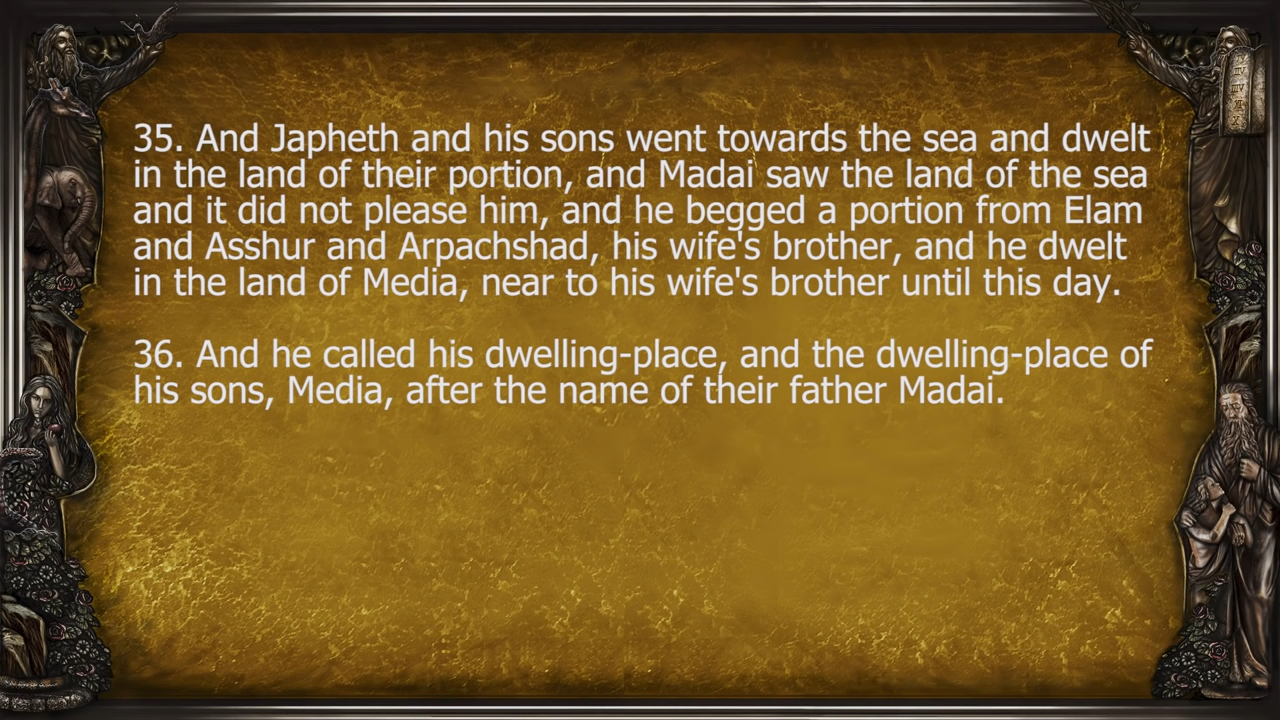 35. And Japheth and his sons went towards the sea and dwelt
in the land of their portion, and Madai saw the land of the sea
and it did not please him, and he begged a portion from Elam
and Asshur and Arpachshad, his wife's brother, and he dwelt
in the land of Media, near to his wife's brother until this day.
36. And he called his dwelling-place, and the dwelling-place of
his sons, Media, after the name of their father Madai.